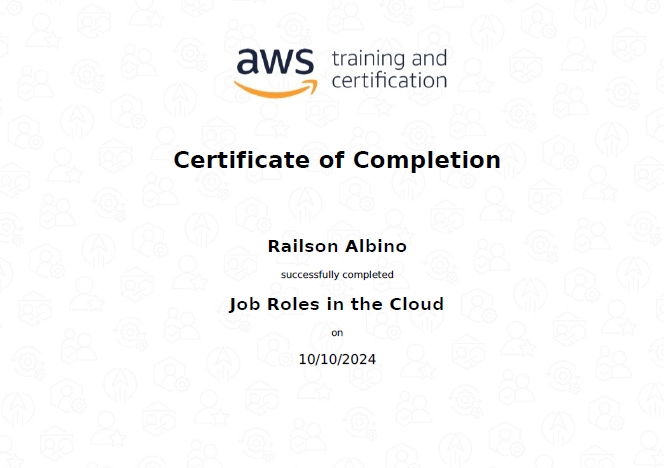 aws training and
certification
Certificate of Completion
Railson Albino
successfully completed
Job Roles in the Cloud
on
10/10/2024